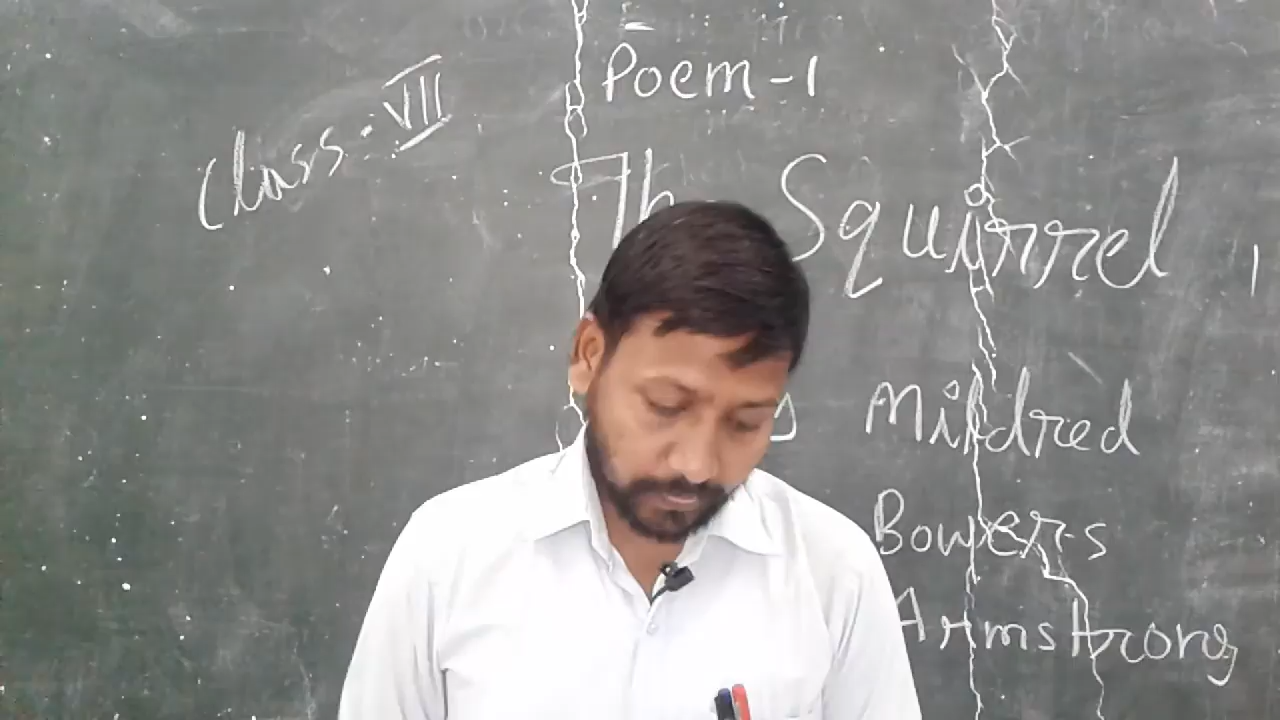 Poem-1
Class-VII
The Squirrel
Mildred
Bowers
Armstrong